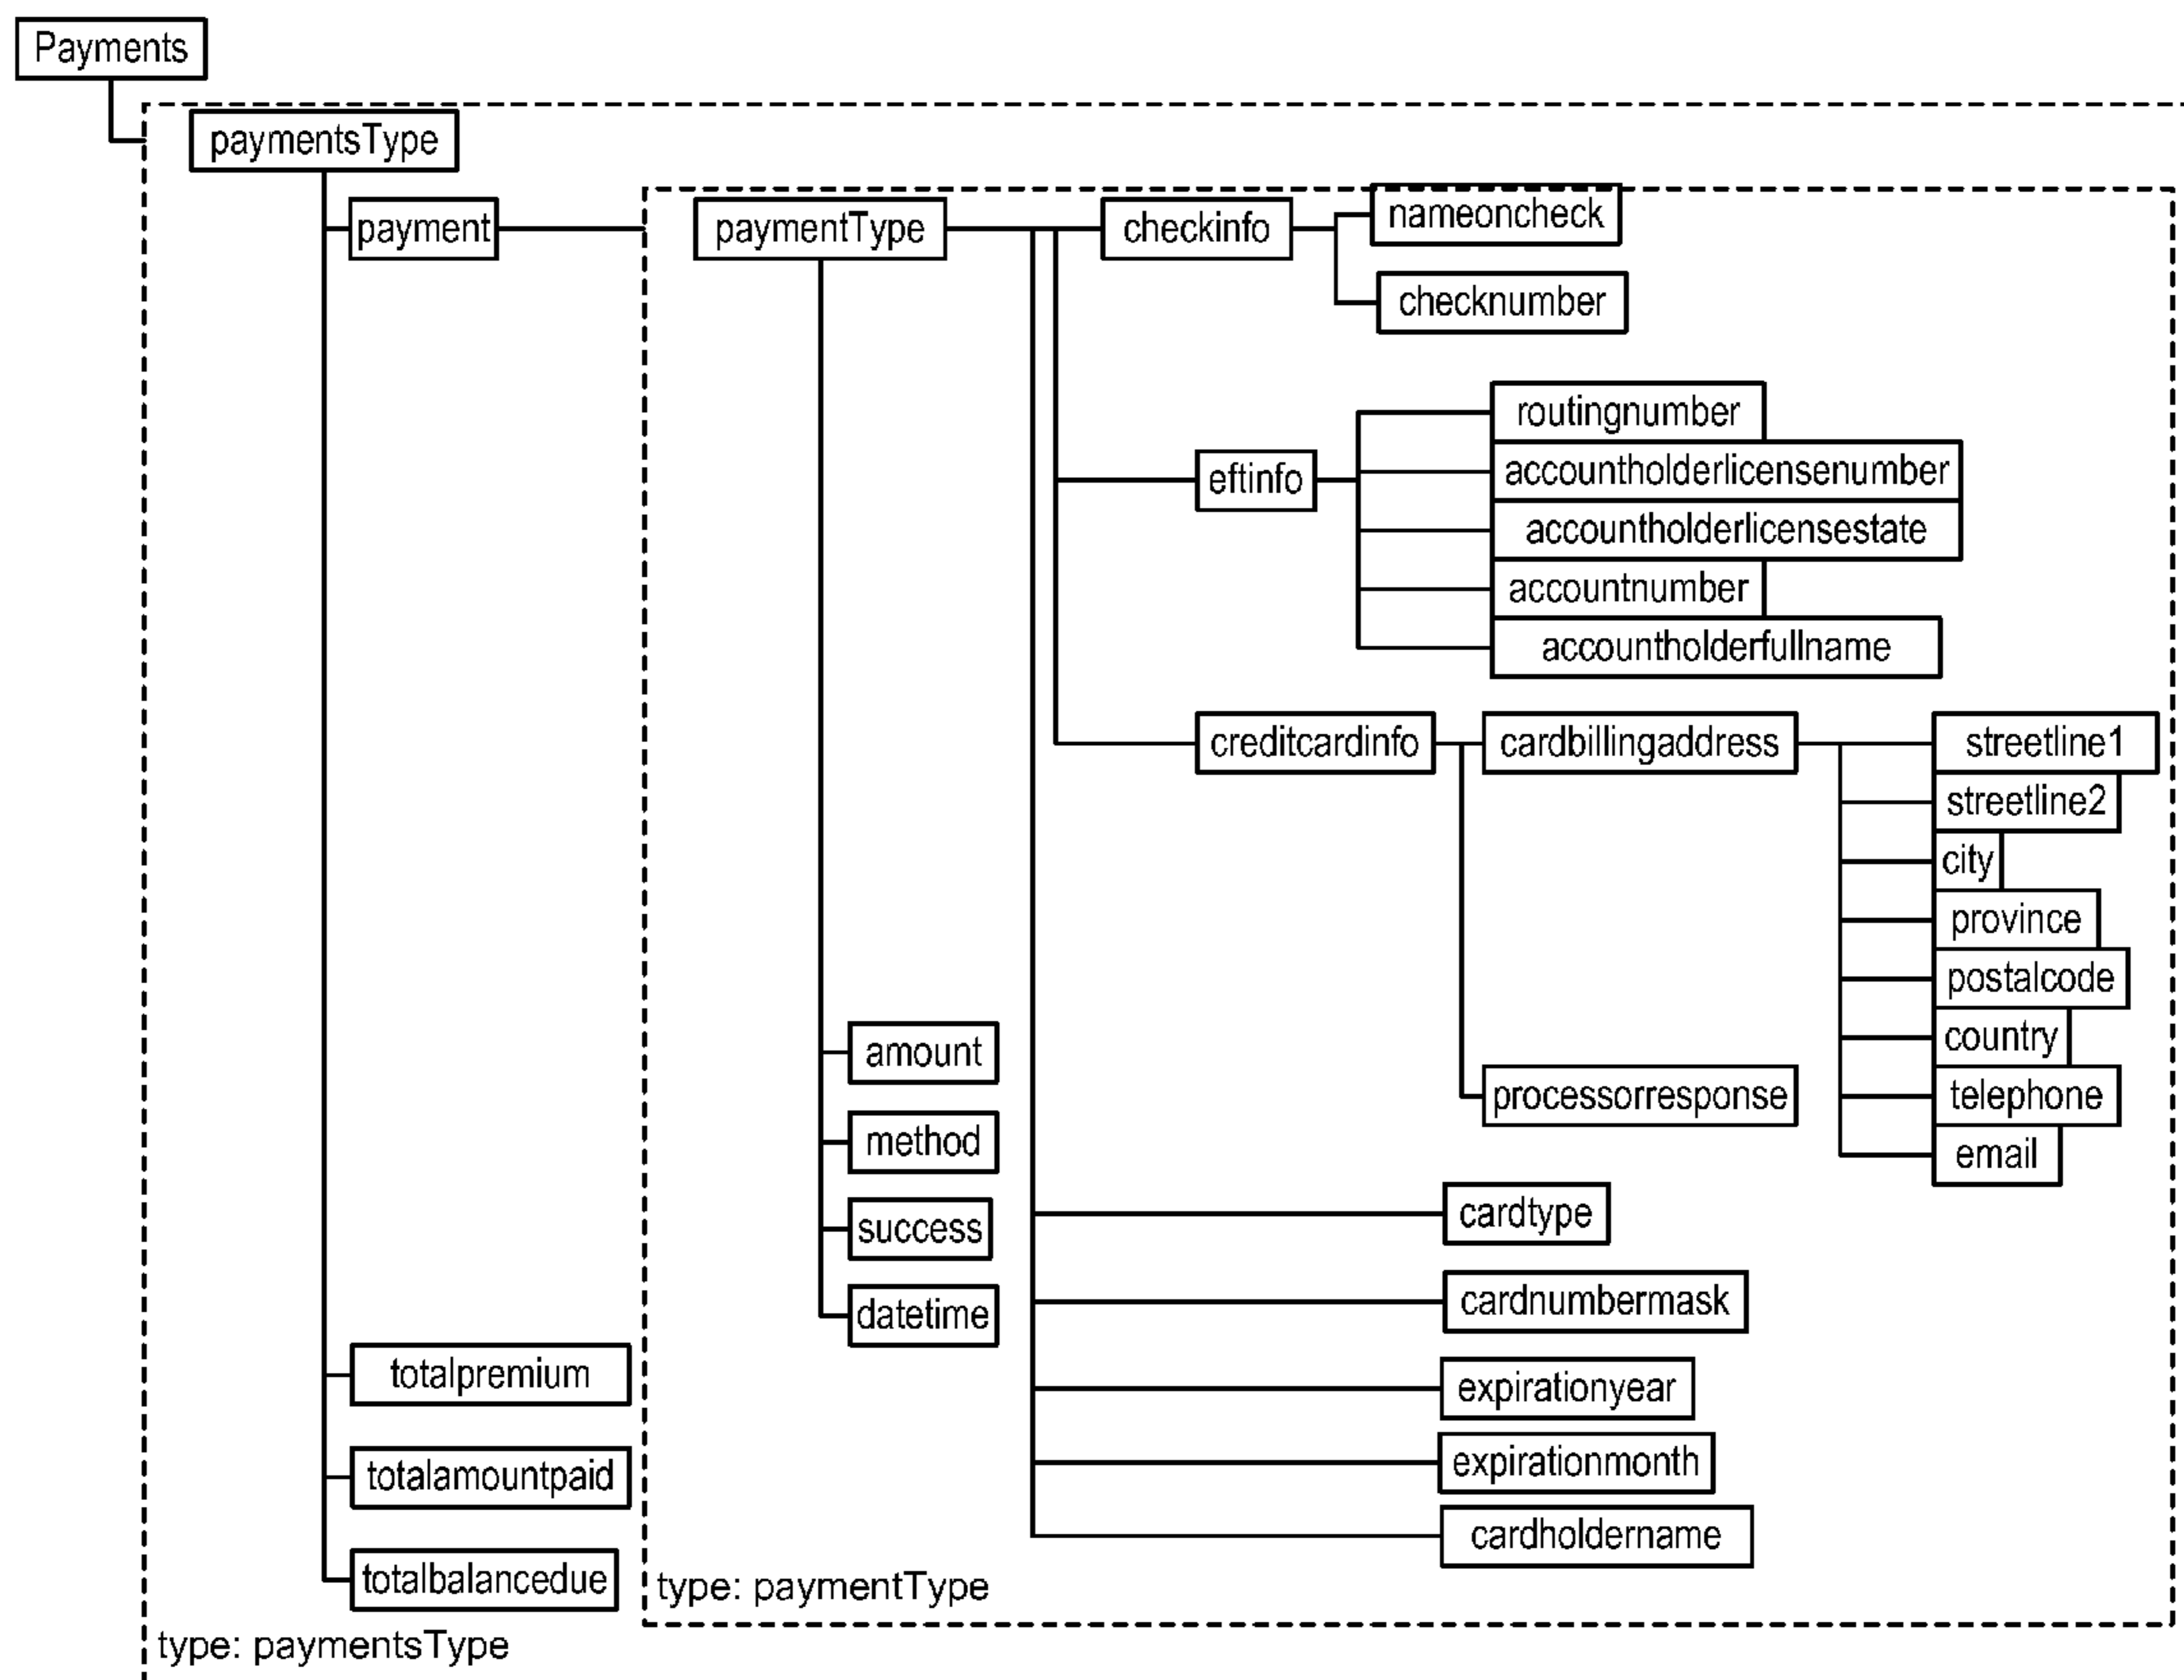 Payments
paymentsType
payment
paymentType
checkinfo
nameoncheck
checknumber
routingnumber
accountholderlicensenumber
eftinfo
accountholderlicensestate
accountnumber
accountholderfullname
creditcardinfo
cardbillingaddress
streetline1
streetline2
city
province
postalcode
country
telephone
email
processorresponse
amount
method
success
datetime
cardtype
cardnumbermask
expirationyear
expirationmonth
cardholdername
totalpremium
totalamountpaid
totalbalancedue
type: paymentType
type: paymentsType